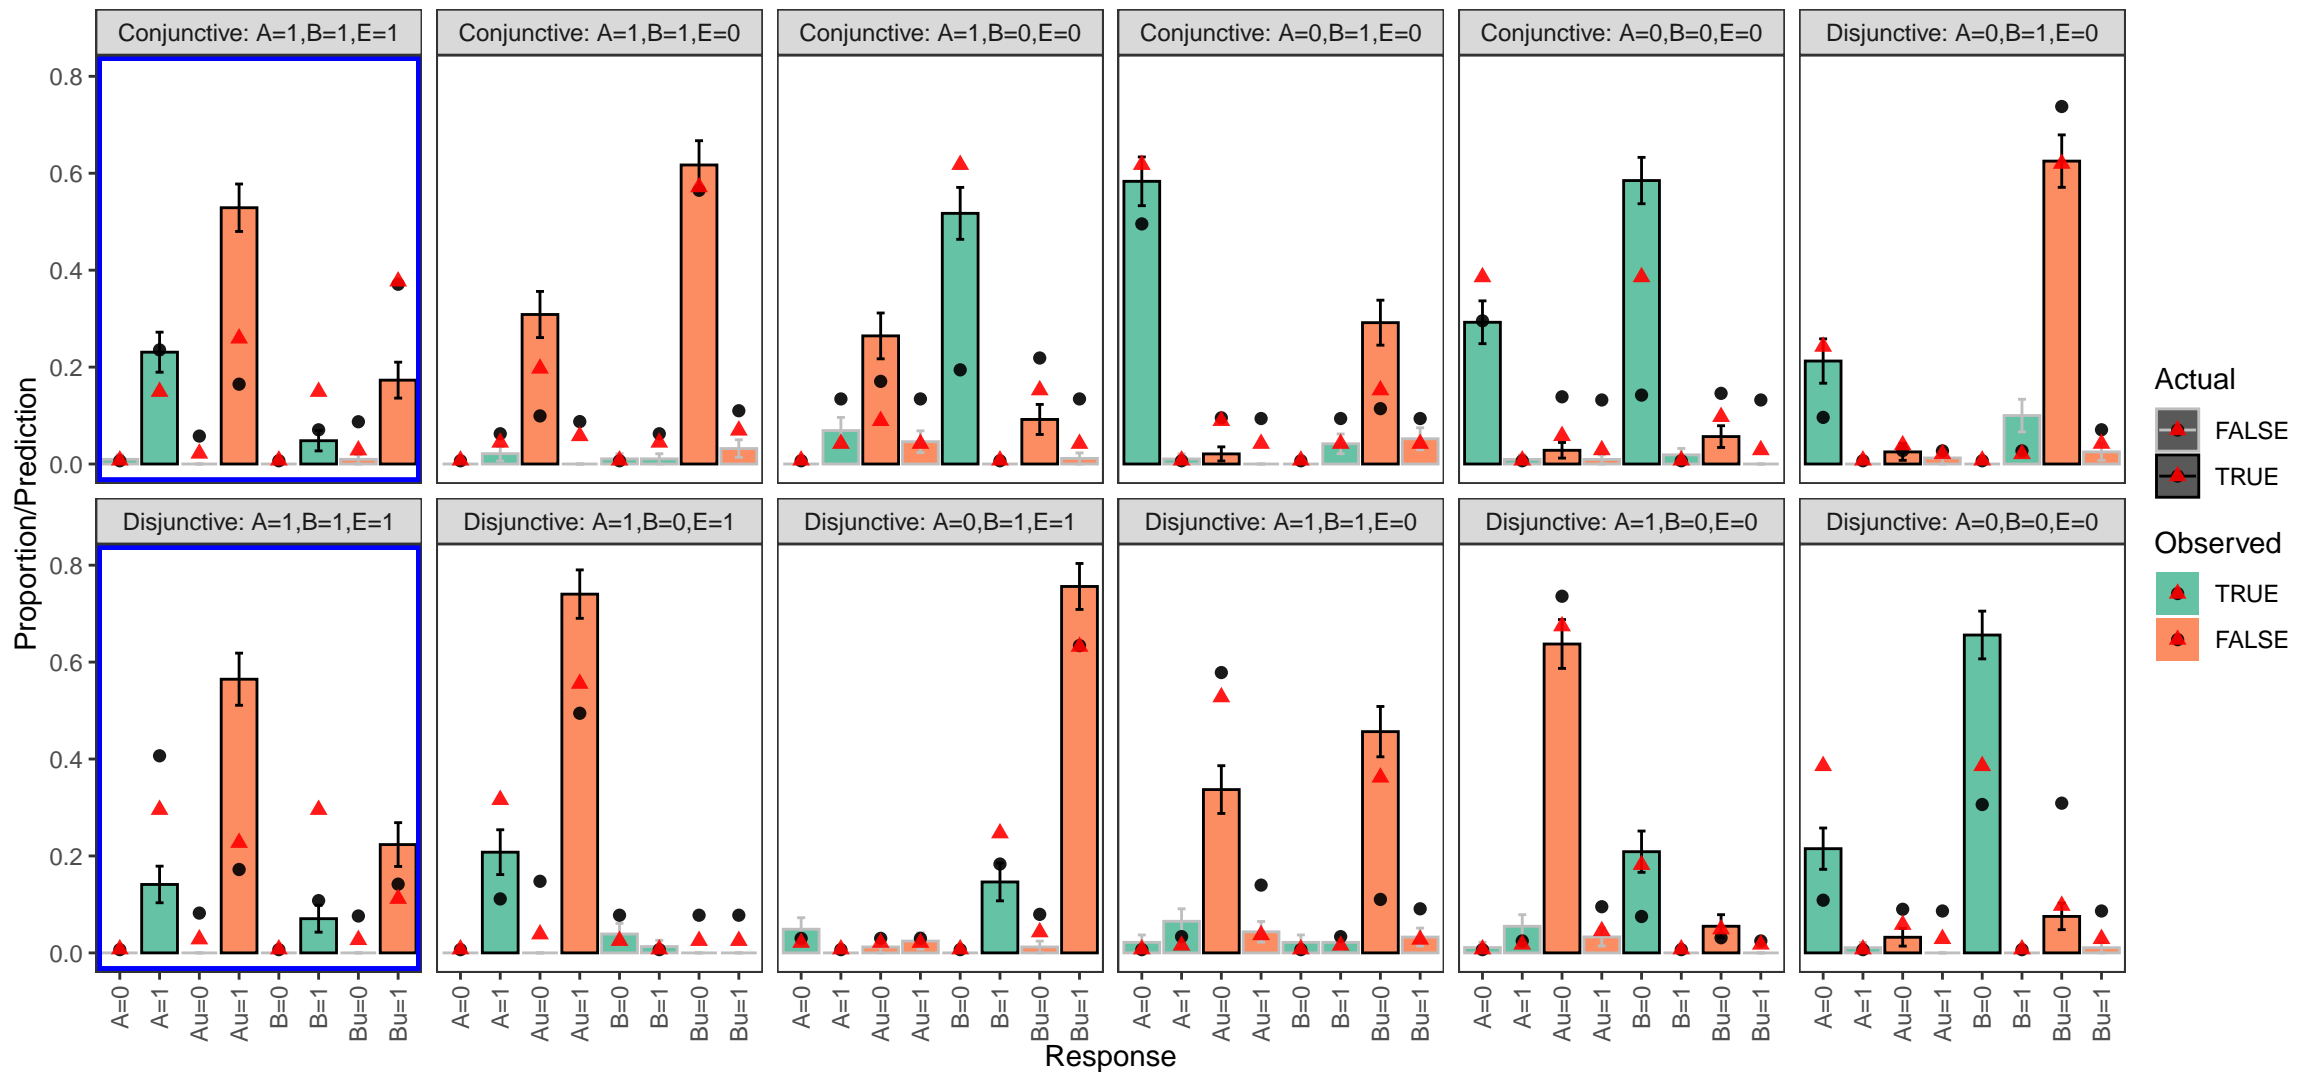 Conjunctive: A=1,B=1,E=1
Conjunctive: A=1,B=1,E=0
Conjunctive: A=1,B=0,E=0
Conjunctive: A=0,B=1,E=0
Conjunctive: A=0,B=0,E=0
Disjunctive: A=0,B=1,E=0
0.8
0.6
0.4
0.2
0.0
Disjunctive: A=1,B=1,E=1
Disjunctive: A=1,B=0,E=1
Disjunctive: A=0,B=1,E=1
Disjunctive: A=1,B=1,E=0
Disjunctive: A=1,B=0,E=0
Disjunctive: A=0,B=0,E=0
0.8
0.6
0.4
0.2
0.0
Proportion/Prediction
A=0
A=1
Au=0
Au=1
B=0
B=1
Bu=0
Bu=1
A=0
A=1
Au=0
Au=1
B=0
B=1
Bu=0
Bu=1
A=0
A=1
Au=0
Au=1
B=0
B=1
Bu=0
Bu=1
A=0
A=1
Au=0
Au=1
B=0
B=1
Bu=0
Bu=1
A=0
A=1
Au=0
Au=1
B=0
B=1
Bu=0
Bu=1
A=0
A=1
Au=0
Au=1
B=0
B=1
Bu=0
Bu=1
Response
Actual
FALSE
TRUE
Observed
TRUE
FALSE